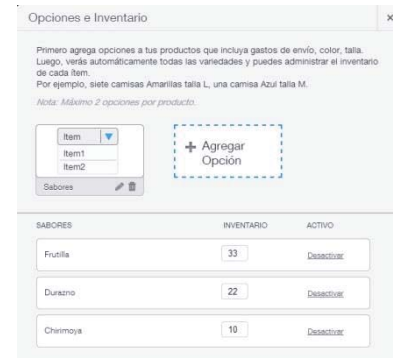 Opciones e Inventario
×
Primero agrega opciones a tus productos que incluya gastos de
envío, color, talla.
Luego, verás automáticamente todas las variedades y puedes
administrar el inventario
de cada ítem.
Por ejemplo, siete camisas Amarillas talla L, una camisa Azul talla
M.
Nota: Máximo 2 opciones por producto.
Item
Item1
Item2
Sabores
+ Agregar
Opción
SABORES INVENTARIO ACTIVO
Frutilla 33 Desactivar
Durazno 22 Desactivar
Chirimoya 10 Desactivar